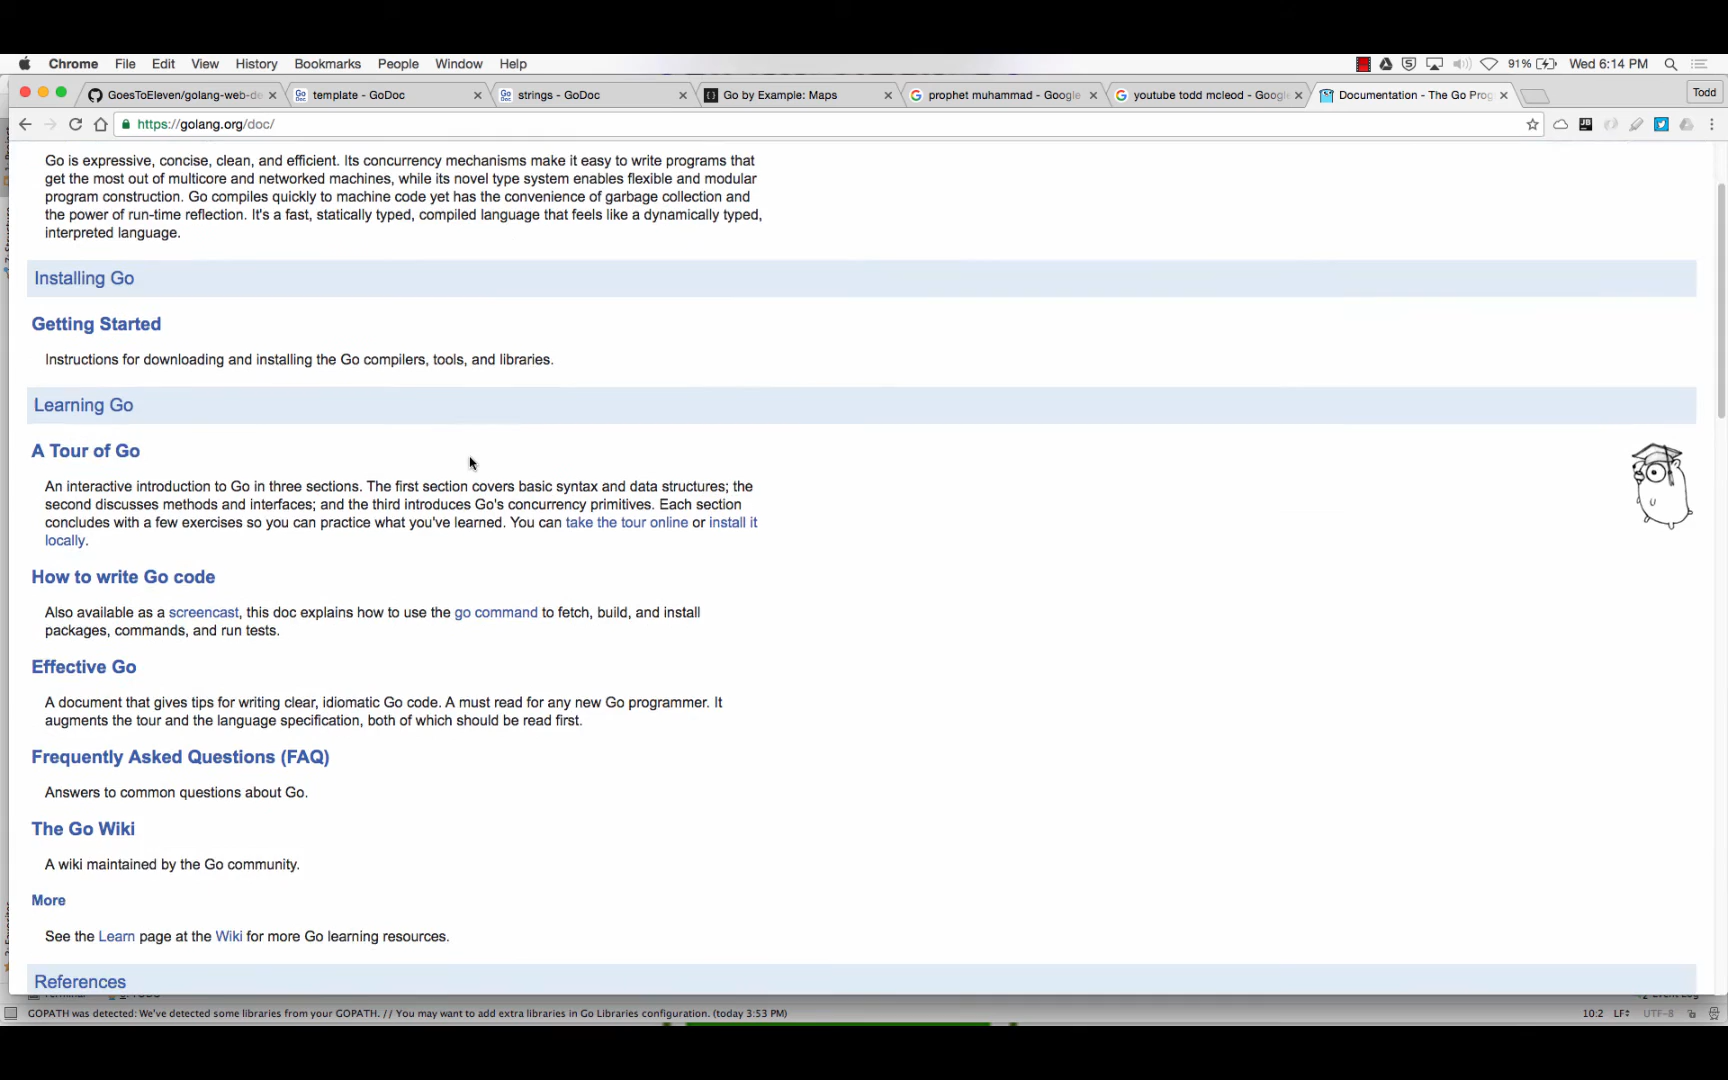 Chrome File Edit View History Bookmarks People Window Help 91% Wed 6:14 PM
GoesToEleven/golang-web-de template - GoDoc strings - GoDoc Go by Example: Maps prophet muhammad - Google youtube todd mcleod - Google Documentation - The Go Prog Todd
https://golang.org/doc/
Go is expressive, concise, clean, and efficient. Its concurrency mechanisms make it easy to write programs that
get the most out of multicore and networked machines, while its novel type system enables flexible and modular
program construction. Go compiles quickly to machine code yet has the convenience of garbage collection and
the power of run-time reflection. It's a fast, statically typed, compiled language that feels like a dynamically typed,
interpreted language.
Installing Go
Getting Started
Instructions for downloading and installing the Go compilers, tools, and libraries.
Learning Go
A Tour of Go
An interactive introduction to Go in three sections. The first section covers basic syntax and data structures; the
second discusses methods and interfaces; and the third introduces Go's concurrency primitives. Each section
concludes with a few exercises so you can practice what you've learned. You can take the tour online or install it
locally.
How to write Go code
Also available as a screencast, this doc explains how to use the go command to fetch, build, and install
packages, commands, and run tests.
Effective Go
A document that gives tips for writing clear, idiomatic Go code. A must read for any new Go programmer. It
augments the tour and the language specification, both of which should be read first.
Frequently Asked Questions (FAQ)
Answers to common questions about Go.
The Go Wiki
A wiki maintained by the Go community.
More
See the Learn page at the Wiki for more Go learning resources.
References
GOPATH was detected: We've detected some libraries from your GOPATH. // You may want to add extra libraries in Go Libraries configuration. (today 3:53 PM) 10:2 LF UTF-8